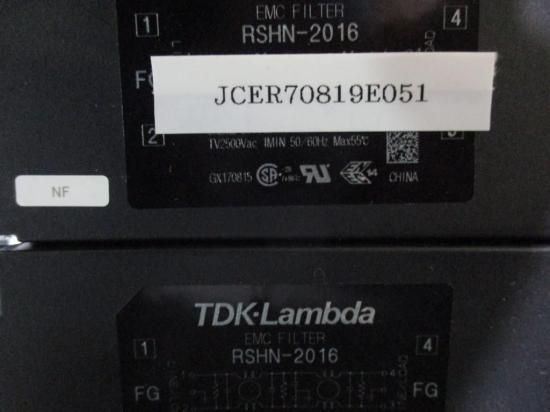 EMC FILTER
1 RSHN-2016 4
JCER70819E051
2
TV2500Vac 1MIN 50/60Hz Max55℃
GX170815 CHINA
NF
TDK-Lambda
EMC FILTER
1 RSHN-2016 4
FG FG